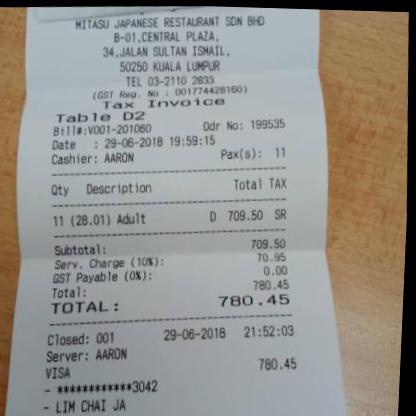 MITASU JAPANESE RESTAURANT SDN BHD
B-01,CENTRAL PLAZA,
34,JALAN SULTAN ISMAIL,
50250 KUALA LUMPUR
TEL 03-2110 2833
(GST Reg. No : 001774428160)
Tax Invoice
Table D2
Bill#:V001-201060 Odr No: 199535
Date : 29-06-2018 19:59:15
Cashier: AARON Pax(s): 11
Qty Description Total TAX
11 (28.01) Adult D 709.50 SR
Subtotal: 709.50
Serv. Charge (10%): 70.95
GST Payable (0%): 0.00
Total: 780.45
TOTAL: 780.45
Closed: 001 29-06-2018 21:52:03
Server: AARON
VISA 780.45
- ************3042
- LIM CHAI JA